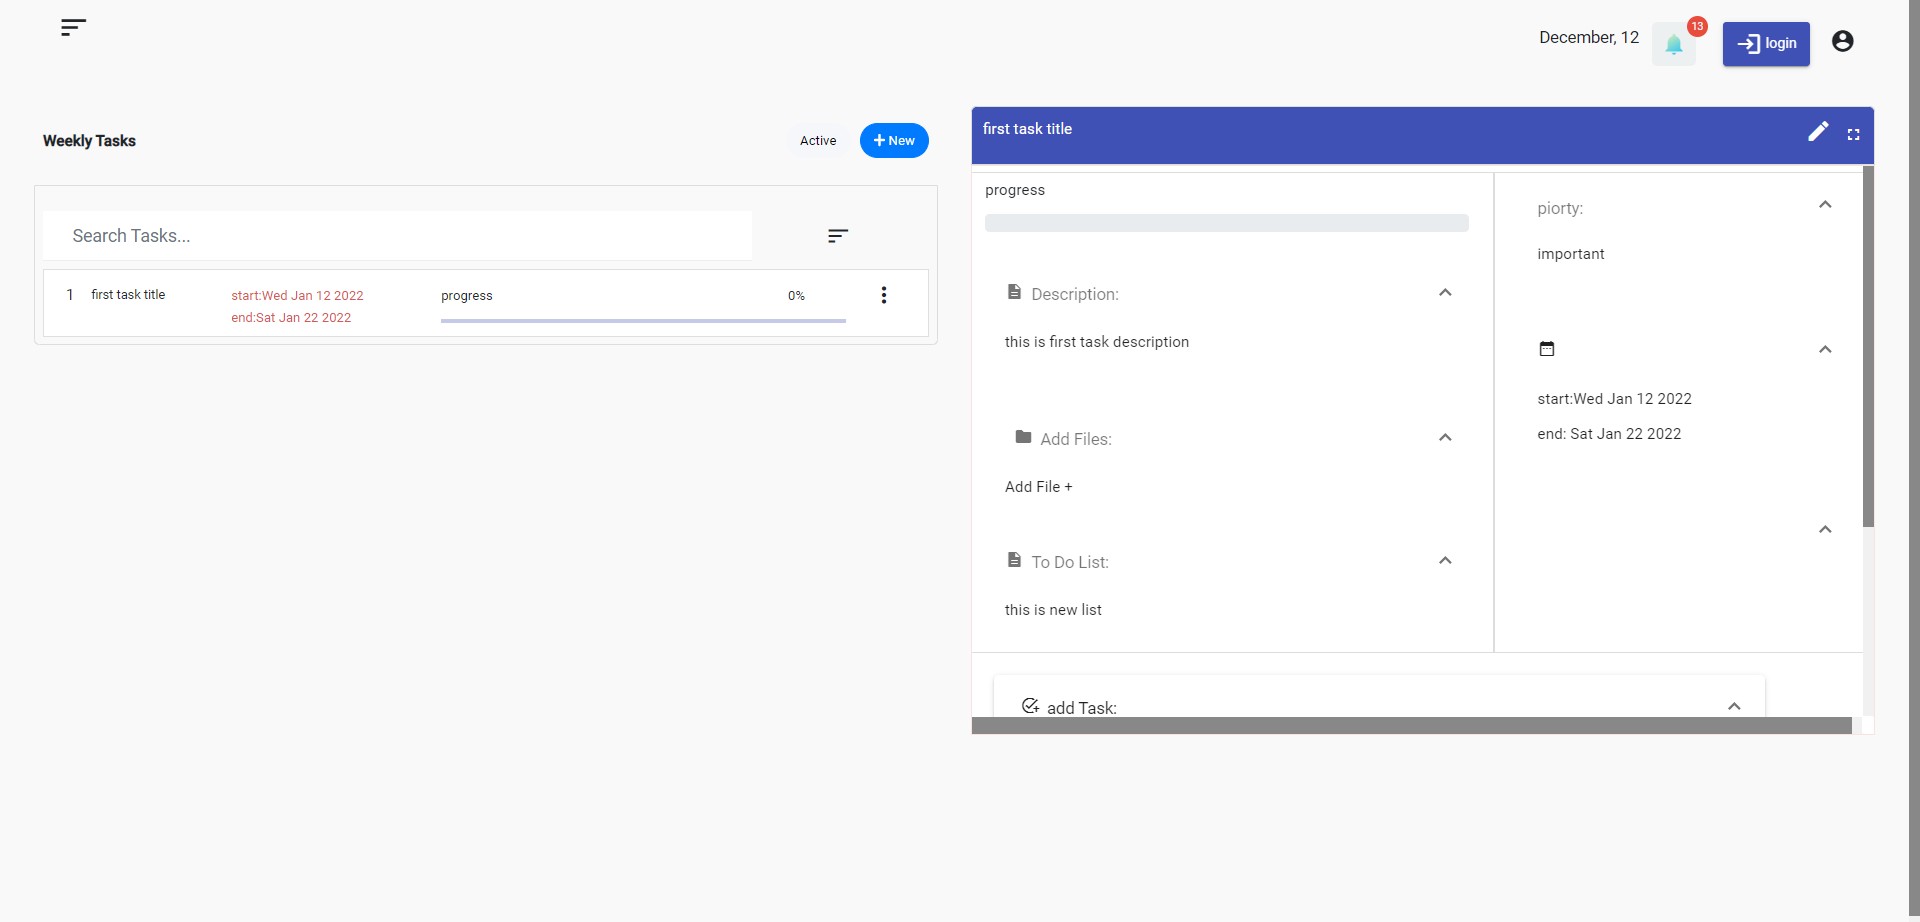 December, 12
13
login
Weekly Tasks
Active
+ New
Search Tasks...
1 first task title start:Wed Jan 12 2022 progress 0%
end:Sat Jan 22 2022
first task title
progress
Description:
this is first task description
Add Files:
Add File +
To Do List:
this is new list
piorty:
important
start:Wed Jan 12 2022
end: Sat Jan 22 2022
add Task: